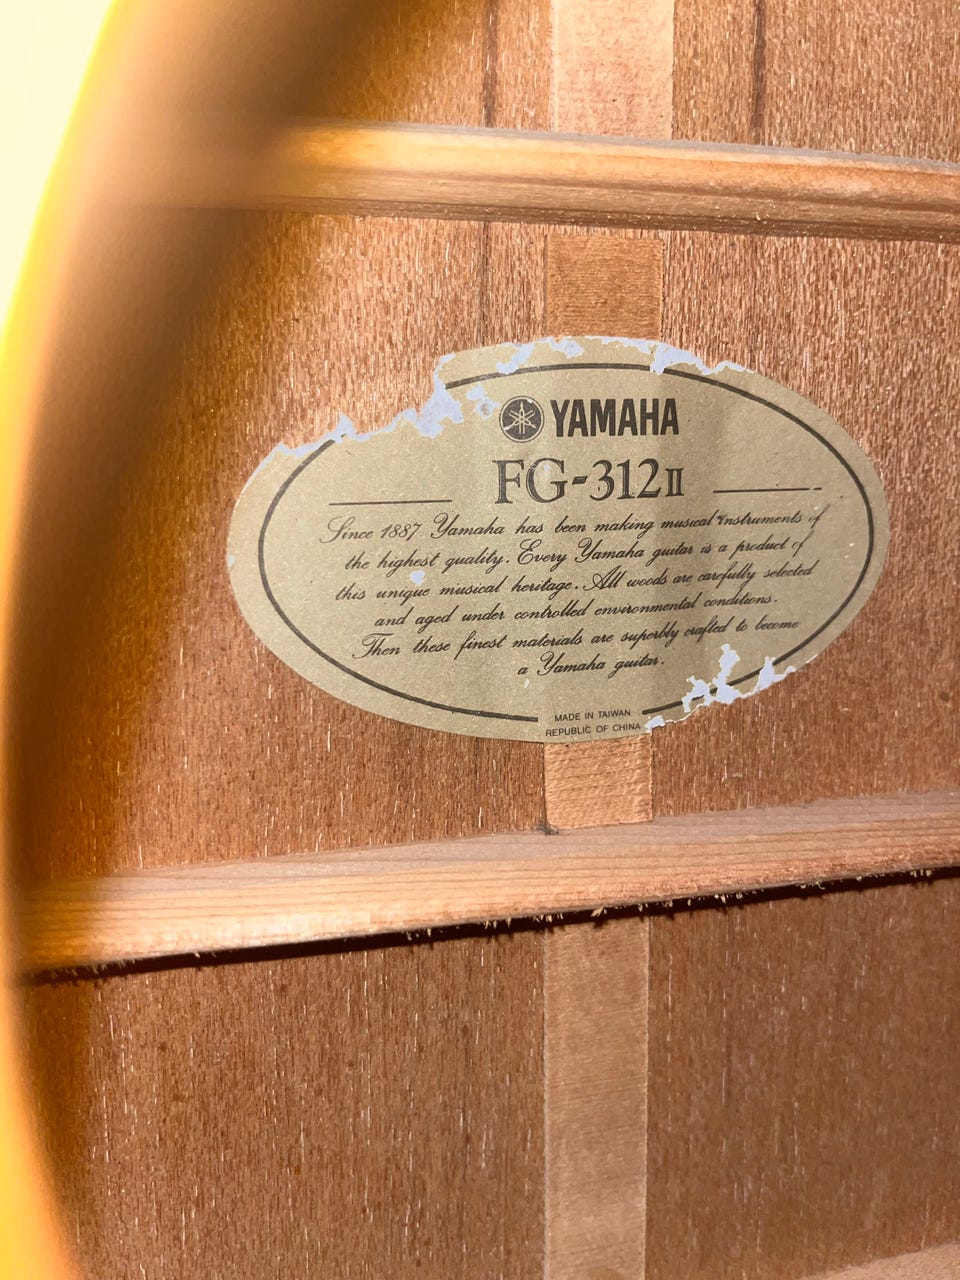 YAMAHA
FG-312II
Since 1887 Yamaha has been making musical instruments of
the highest quality. Every Yamaha guitar is a product of
this unique musical heritage. All woods are carefully selected
and aged under controlled environmental conditions.
Then these finest materials are superbly crafted to become
a Yamaha guitar.
MADE IN TAIWAN
REPUBLIC OF CHINA